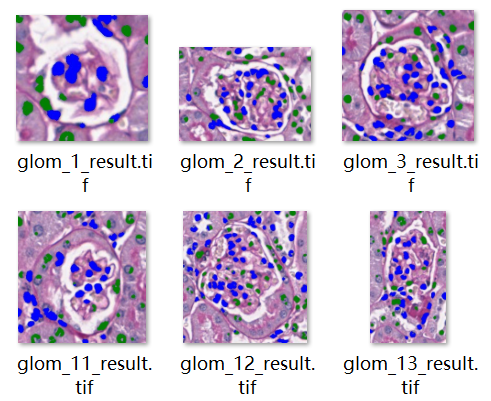 glom_1_result.ti
f
glom_2_result.ti
f
glom_3_result.ti
f
glom_11_result.
tif
glom_12_result.
tif
glom_13_result.
tif